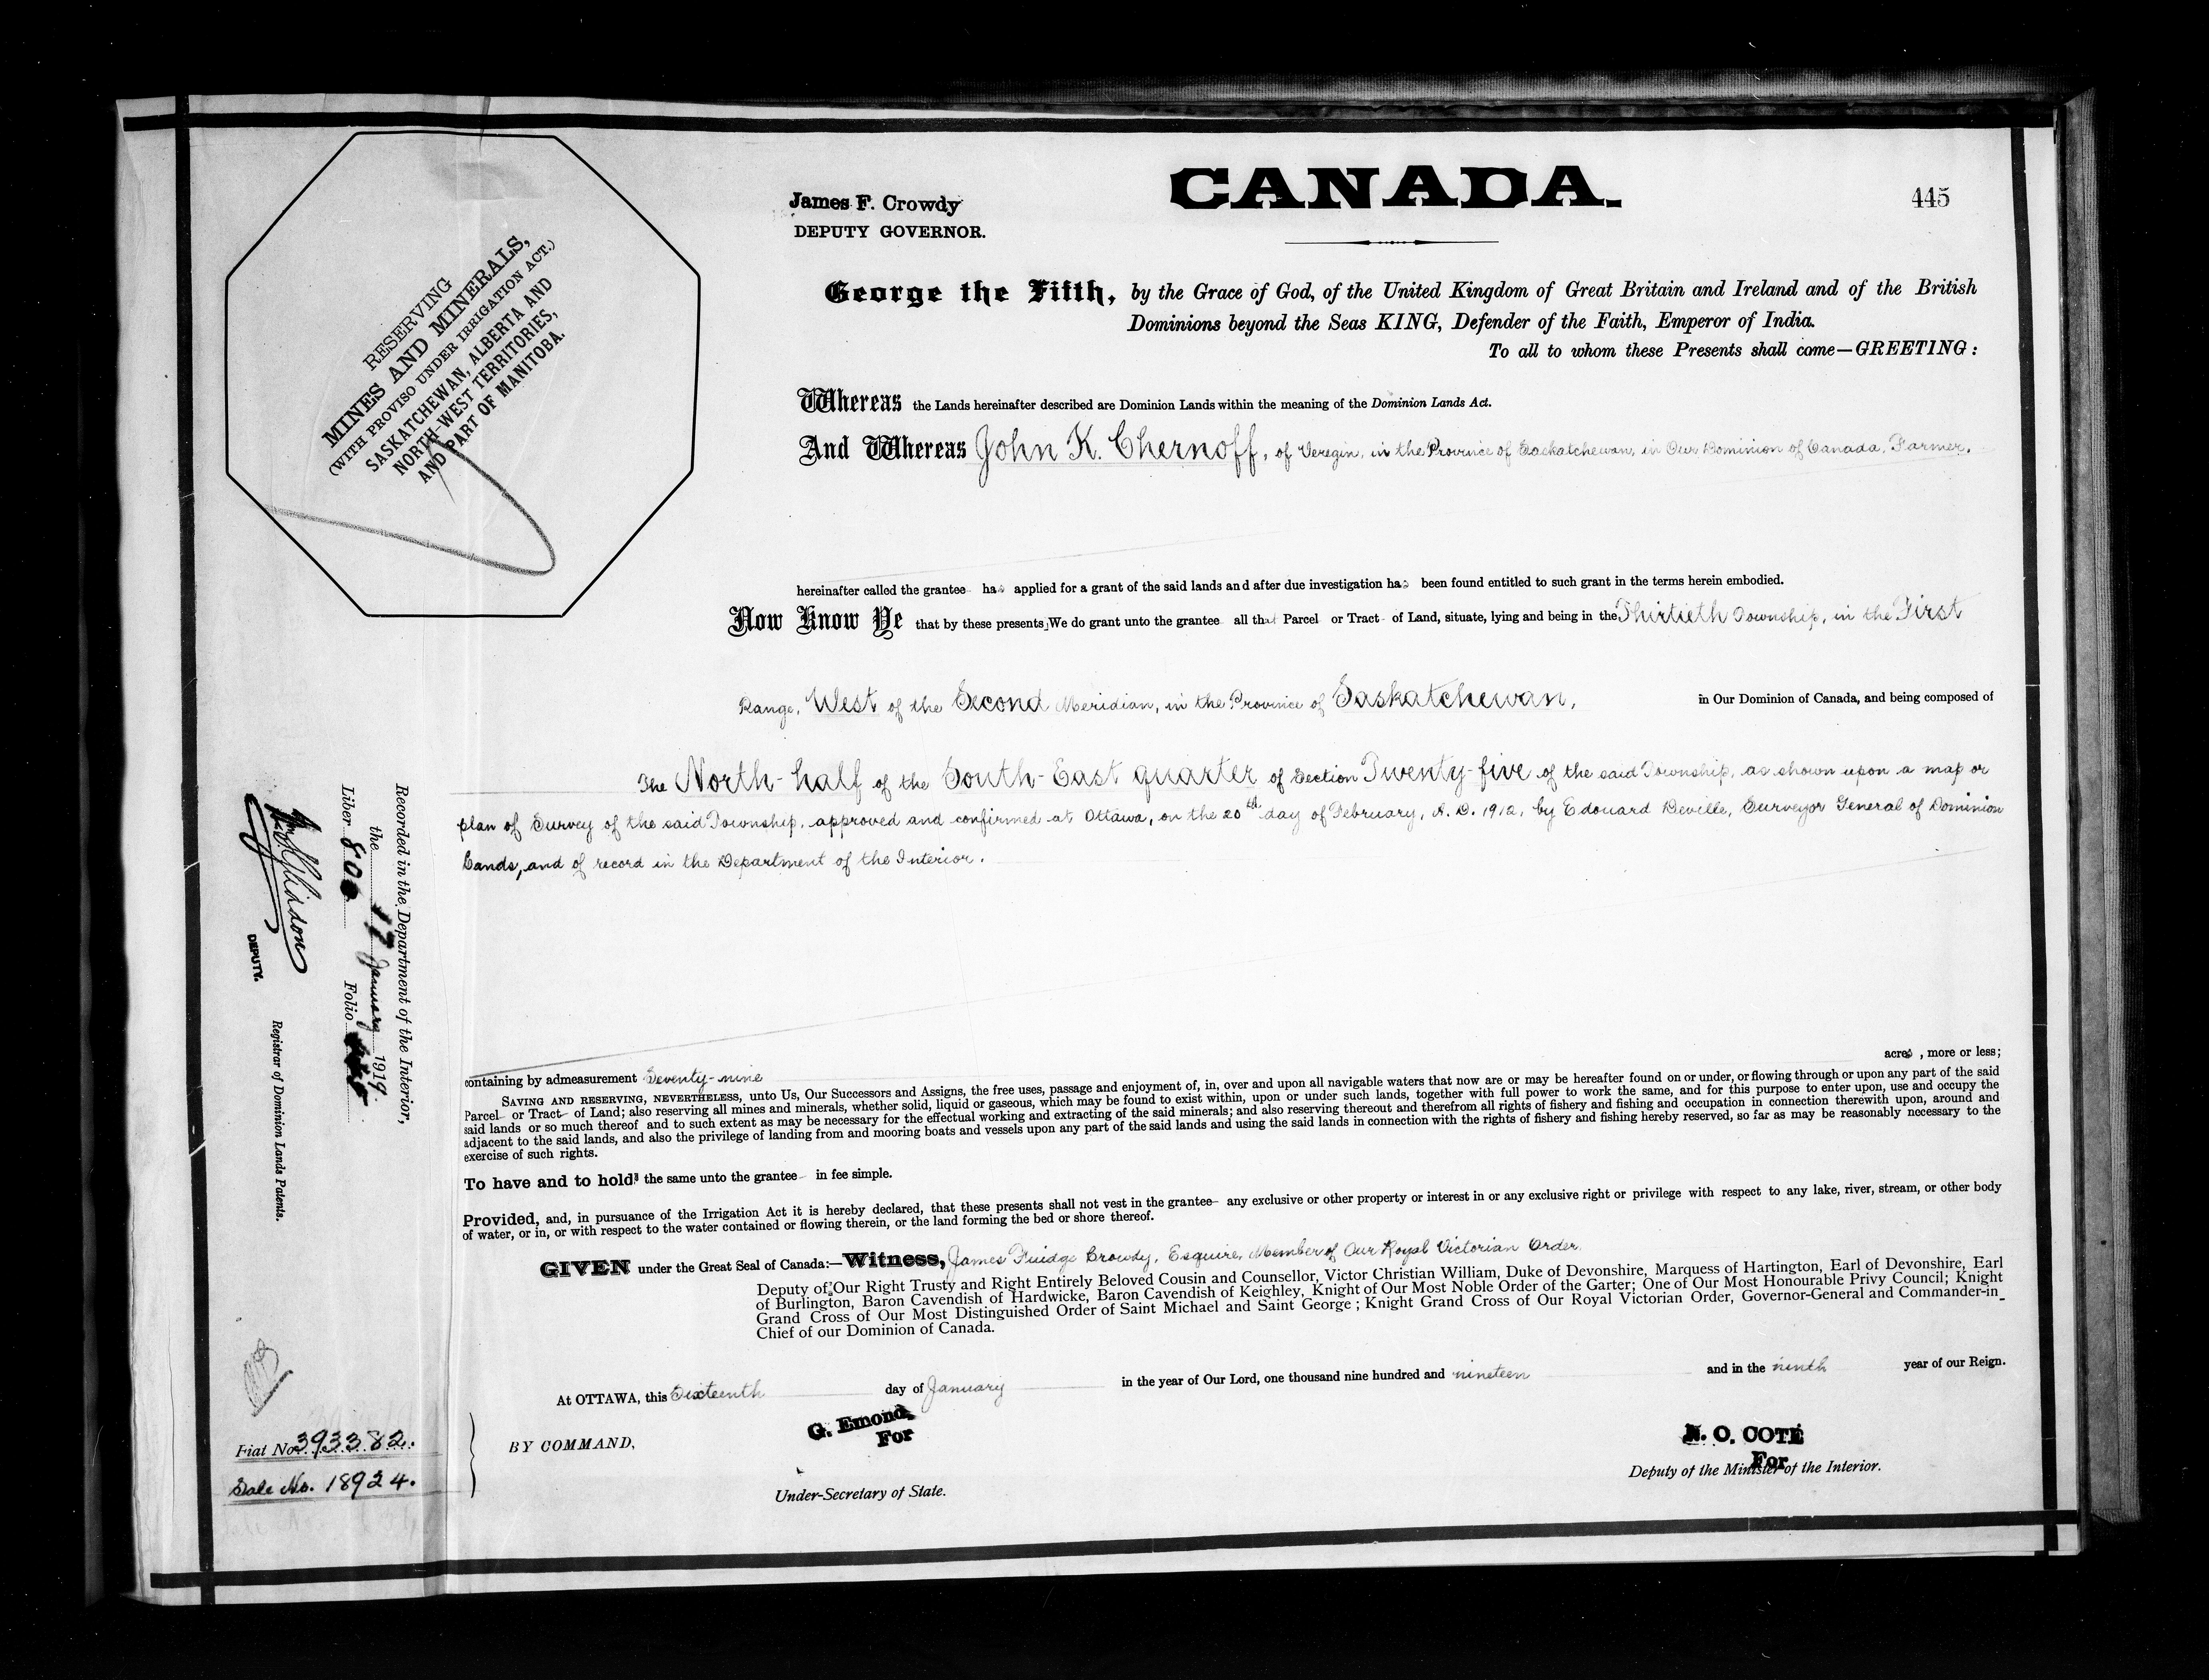 CANADA.
445
James F. Crowdy
DEPUTY GOVERNOR.
RESERVING
MINES AND MINERALS,
(WITH PROVISO UNDER IRRIGATION ACT.)
SASKATCHEWAN, ALBERTA AND
NORTH-WEST TERRITORIES,
AND PART OF MANITOBA.
George the Fifth, by the Grace of God, of the United Kingdom of Great Britain and Ireland and of the British
Dominions beyond the Seas KING, Defender of the Faith, Emperor of India.
To all to whom these Presents shall come—GREETING:
Whereas the Lands hereinafter described are Dominion Lands within the meaning of the Dominion Lands Act.
And Whereas John K. Chernoff, of Veregin, in the Province of Saskatchewan, in Our Dominion of Canada, Farmer,
hereinafter called the grantee has applied for a grant of the said lands and after due investigation has been found entitled to such grant in the terms herein embodied.
Now Know Ye that by these presents, We do grant unto the grantee all that Parcel or Tract of Land, situate, lying and being in the Thirtieth Township, in the First
Range, West of the Second Meridian, in the Province of Saskatchewan, in Our Dominion of Canada, and being composed of
The North-half of the South-East quarter of Section Twenty-five of the said Township, as shown upon a map or
plan of Survey of the said Township, approved and confirmed at Ottawa, on the 20th day of February, A. D. 1912, by Edouard Deville, Surveyor General of Dominion
Lands, and of record in the Department of the Interior.
containing by admeasurement Seventy-nine acres, more or less;
SAVING AND RESERVING, NEVERTHELESS, unto Us, Our Successors and Assigns, the free uses, passage and enjoyment of, in, over and upon all navigable waters that now are or may be hereafter found on or under, or flowing through or upon any part of the said
Parcel or Tract of Land; also reserving all mines and minerals, whether solid, liquid or gaseous, which may be found to exist within, upon or under such lands, together with full power to work the same, and for this purpose to enter upon, use and occupy the
said lands or so much thereof and to such extent as may be necessary for the effectual working and extracting of the said minerals; and also reserving thereout and therefrom all rights of fishery and fishing and occupation in connection therewith upon, around and
adjacent to the said lands, and also the privilege of landing from and mooring boats and vessels upon any part of the said lands and using the said lands in connection with the rights of fishery and fishing hereby reserved, so far as may be reasonably necessary to the
exercise of such rights.
To have and to hold the same unto the grantee in fee simple.
Provided, and, in pursuance of the Irrigation Act it is hereby declared, that these presents shall not vest in the grantee any exclusive or other property or interest in or any exclusive right or privilege with respect to any lake, river, stream, or other body
of water, or in, or with respect to the water contained or flowing therein, or the land forming the bed or shore thereof.
GIVEN under the Great Seal of Canada:—Witness, James Fuidge Crowdy, Esquire, Member of Our Royal Victorian Order.
Deputy of Our Right Trusty and Right Entirely Beloved Cousin and Counsellor, Victor Christian William, Duke of Devonshire, Marquess of Hartington, Earl of Devonshire, Earl
of Burlington, Baron Cavendish of Hardwicke, Baron Cavendish of Keighley, Knight of Our Most Noble Order of the Garter; One of Our Most Honourable Privy Council; Knight
Grand Cross of Our Most Distinguished Order of Saint Michael and Saint George; Knight Grand Cross of Our Royal Victorian Order, Governor-General and Commander-in-
Chief of our Dominion of Canada.
At OTTAWA, this Sixteenth day of January in the year of Our Lord, one thousand nine hundred and nineteen and in the ninth year of our Reign.
BY COMMAND,
G. Emond,
For
Under-Secretary of State.
N. O. COTÉ
For
Deputy of the Minister of the Interior.
Recorded in the Department of the Interior,
the 17 January 1919.
Liber 800 Folio
DEPUTY.
Registrar of Dominion Lands Patents.
Fiat No. 393382.
Sale No. 18924.